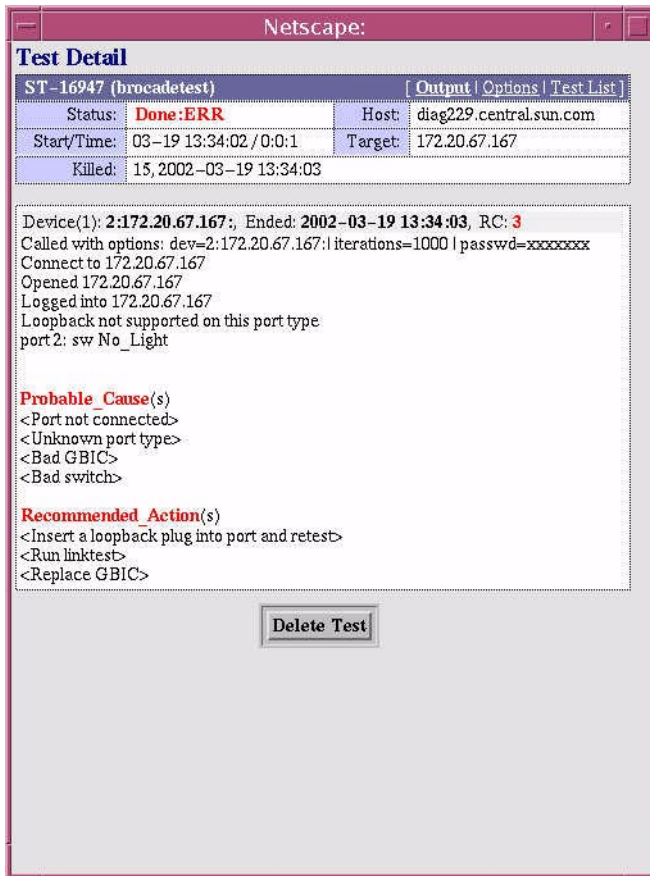 Netscape:
Test Detail
ST-16947 (brocadetest) [ Output | Options | Test List ]
Status: Done:ERR Host: diag229.central.sun.com
Start/Time: 03-19 13:34:02 / 0:0:1 Target: 172.20.67.167
Killed: 15, 2002-03-19 13:34:03
Device(1): 2:172.20.67.167:, Ended: 2002-03-19 13:34:03, RC: 3
Called with options: dev=2:172.20.67.167:| iterations=1000 | passwd=xxxxxxx
Connect to 172.20.67.167
Opened 172.20.67.167
Logged into 172.20.67.167
Loopback not supported on this port type
port 2: sw No_Light
Probable_Cause(s)
<Port not connected>
<Unknown port type>
<Bad GBIC>
<Bad switch>
Recommended_Action(s)
<Insert a loopback plug into port and retest>
<Run linktest>
<Replace GBIC>
Delete Test